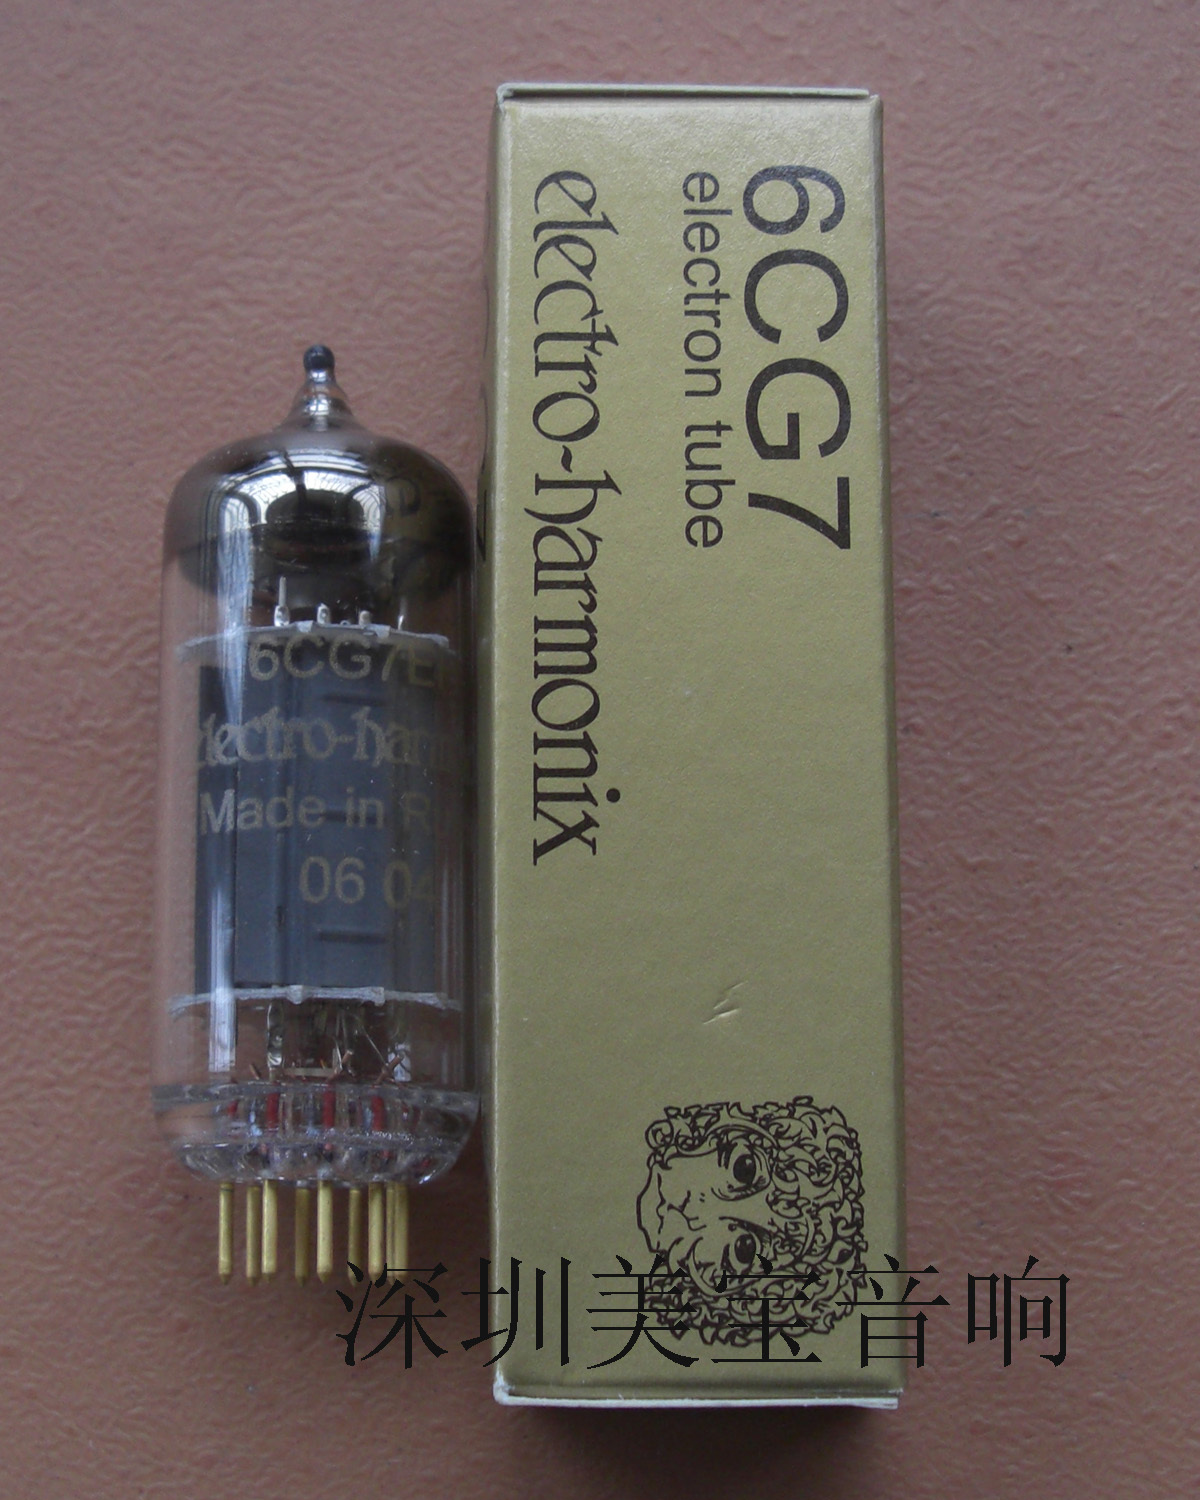 6CG7
electron tube
electro-harmonix
6CG7E
electro-har
Made in R
06 04
深圳美宝音响